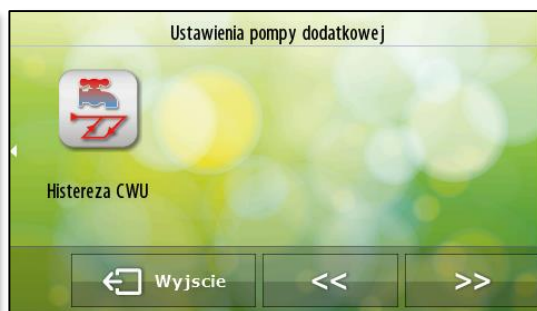 Ustawienia pompy dodatkowej
Histereza CWU
Wyjscie << >>